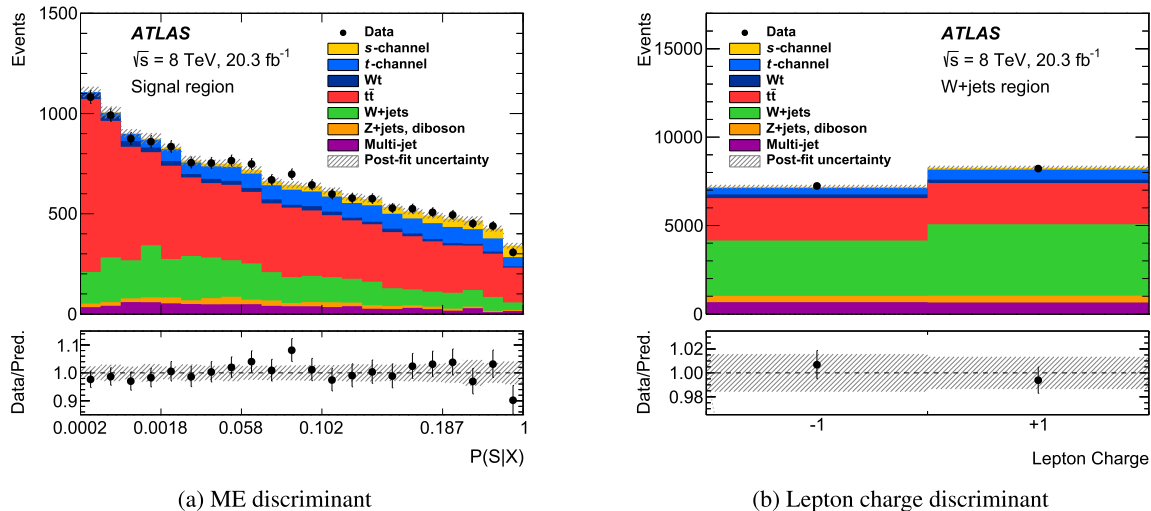 Events
ATLAS
√s = 8 TeV, 20.3 fb⁻¹
Signal region
Data
s-channel
t-channel
Wt
tt̄
W+jets
Z+jets, diboson
Multi-jet
Post-fit uncertainty
1000
500
0
Data/Pred.
1.1
1.0
0.9
0.0002 0.0018 0.058 0.102 0.187 1
P(S|X)
(a) ME discriminant
Events
15000
10000
5000
0
Data
s-channel
t-channel
Wt
tt̄
W+jets
Z+jets, diboson
Multi-jet
Post-fit uncertainty
ATLAS
√s = 8 TeV, 20.3 fb⁻¹
W+jets region
Data/Pred.
1.02
1.00
0.98
-1 +1
Lepton Charge
(b) Lepton charge discriminant